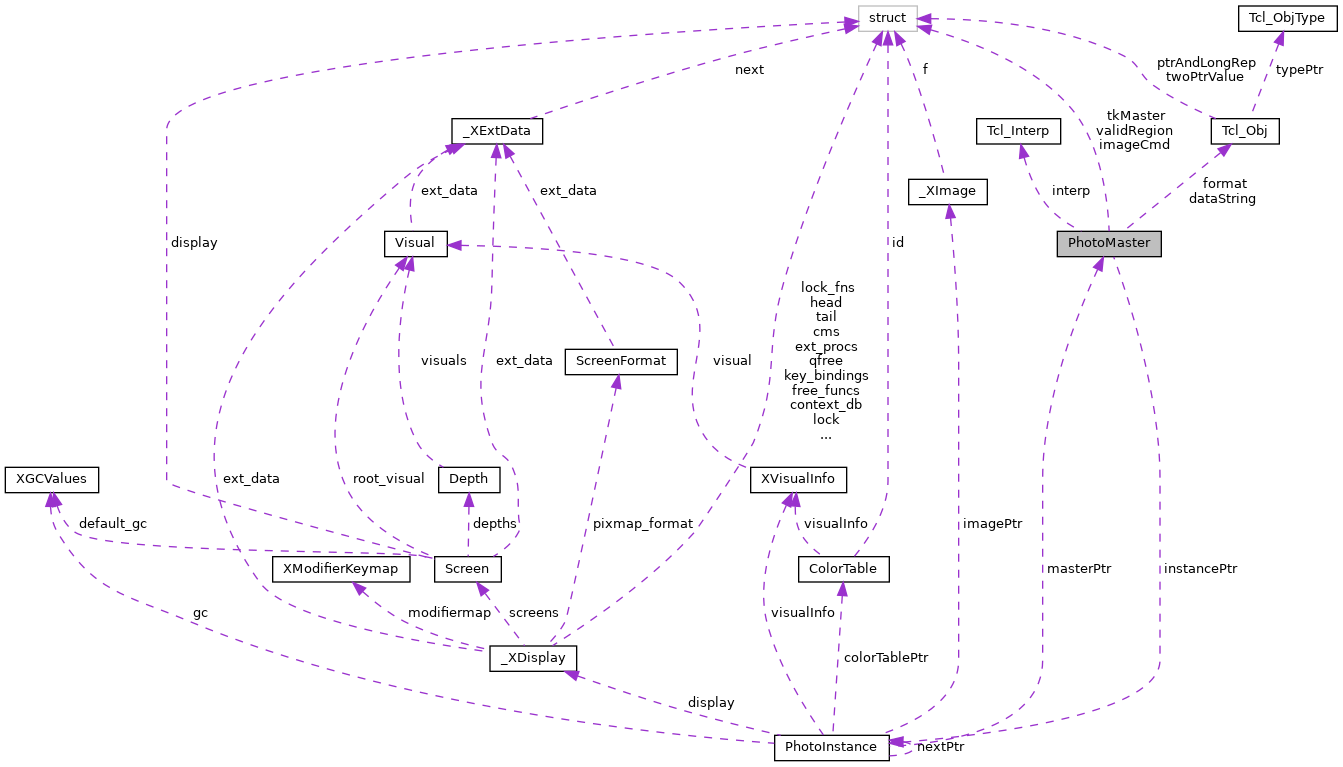 struct
Tcl_ObjType
f
next
ptrAndLongRep
twoPtrValue
typePtr
tkMaster
validRegion
imageCmd
_XExtData
Tcl_Interp
Tcl_Obj
ext_data
ext_data
_XImage
interp
format
dataString
display
Visual
id
PhotoMaster
lock_fns
head
tail
cms
ext_procs
qfree
key_bindings
free_funcs
context_db
lock
...
visuals
ext_data
ScreenFormat
visual
XGCValues
ext_data
root_visual
Depth
XVisualInfo
default_gc
depths
pixmap_format
visualInfo
imagePtr
XModifierKeymap
Screen
ColorTable
masterPtr
instancePtr
gc
modifiermap
screens
visualInfo
_XDisplay
colorTablePtr
display
PhotoInstance
nextPtr